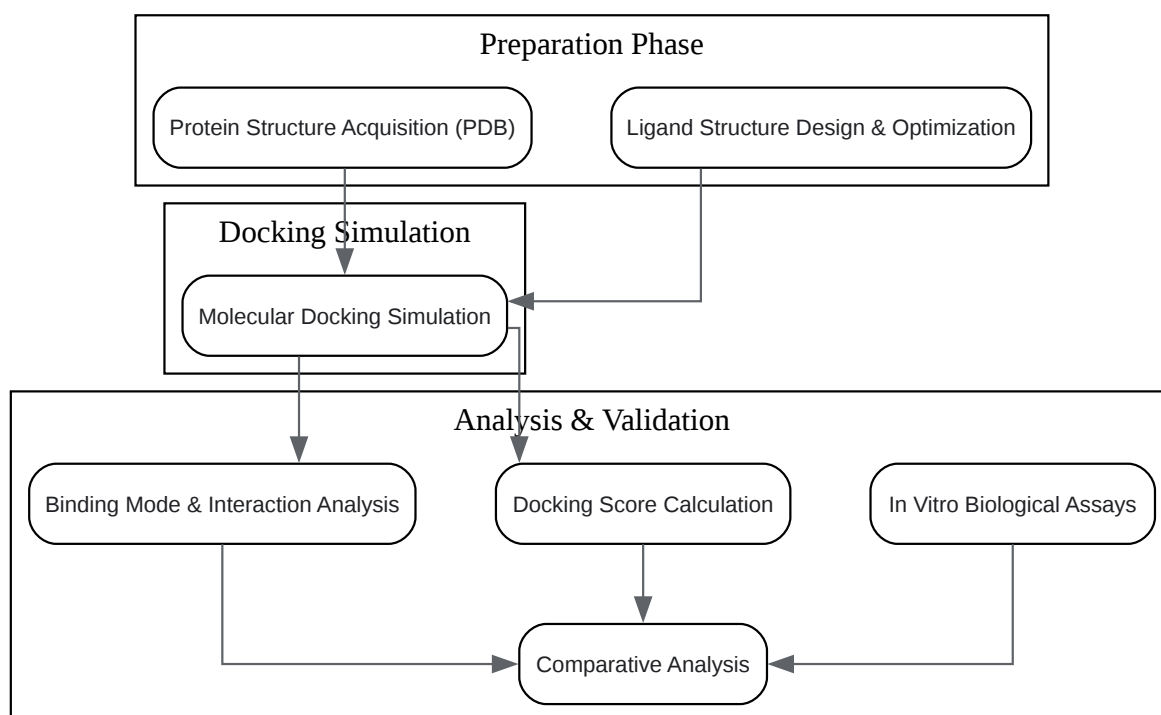 Preparation Phase
Protein Structure Acquisition (PDB)
Ligand Structure Design & Optimization
Docking Simulation
Molecular Docking Simulation
Analysis & Validation
Binding Mode & Interaction Analysis
Docking Score Calculation
In Vitro Biological Assays
Comparative Analysis